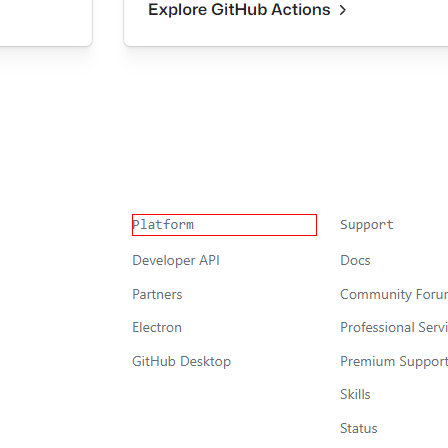 Explore GitHub Actions
Platform
Developer API
Partners
Electron
GitHub Desktop
Support
Docs
Community Foru
Professional Servi
Premium Support
Skills
Status